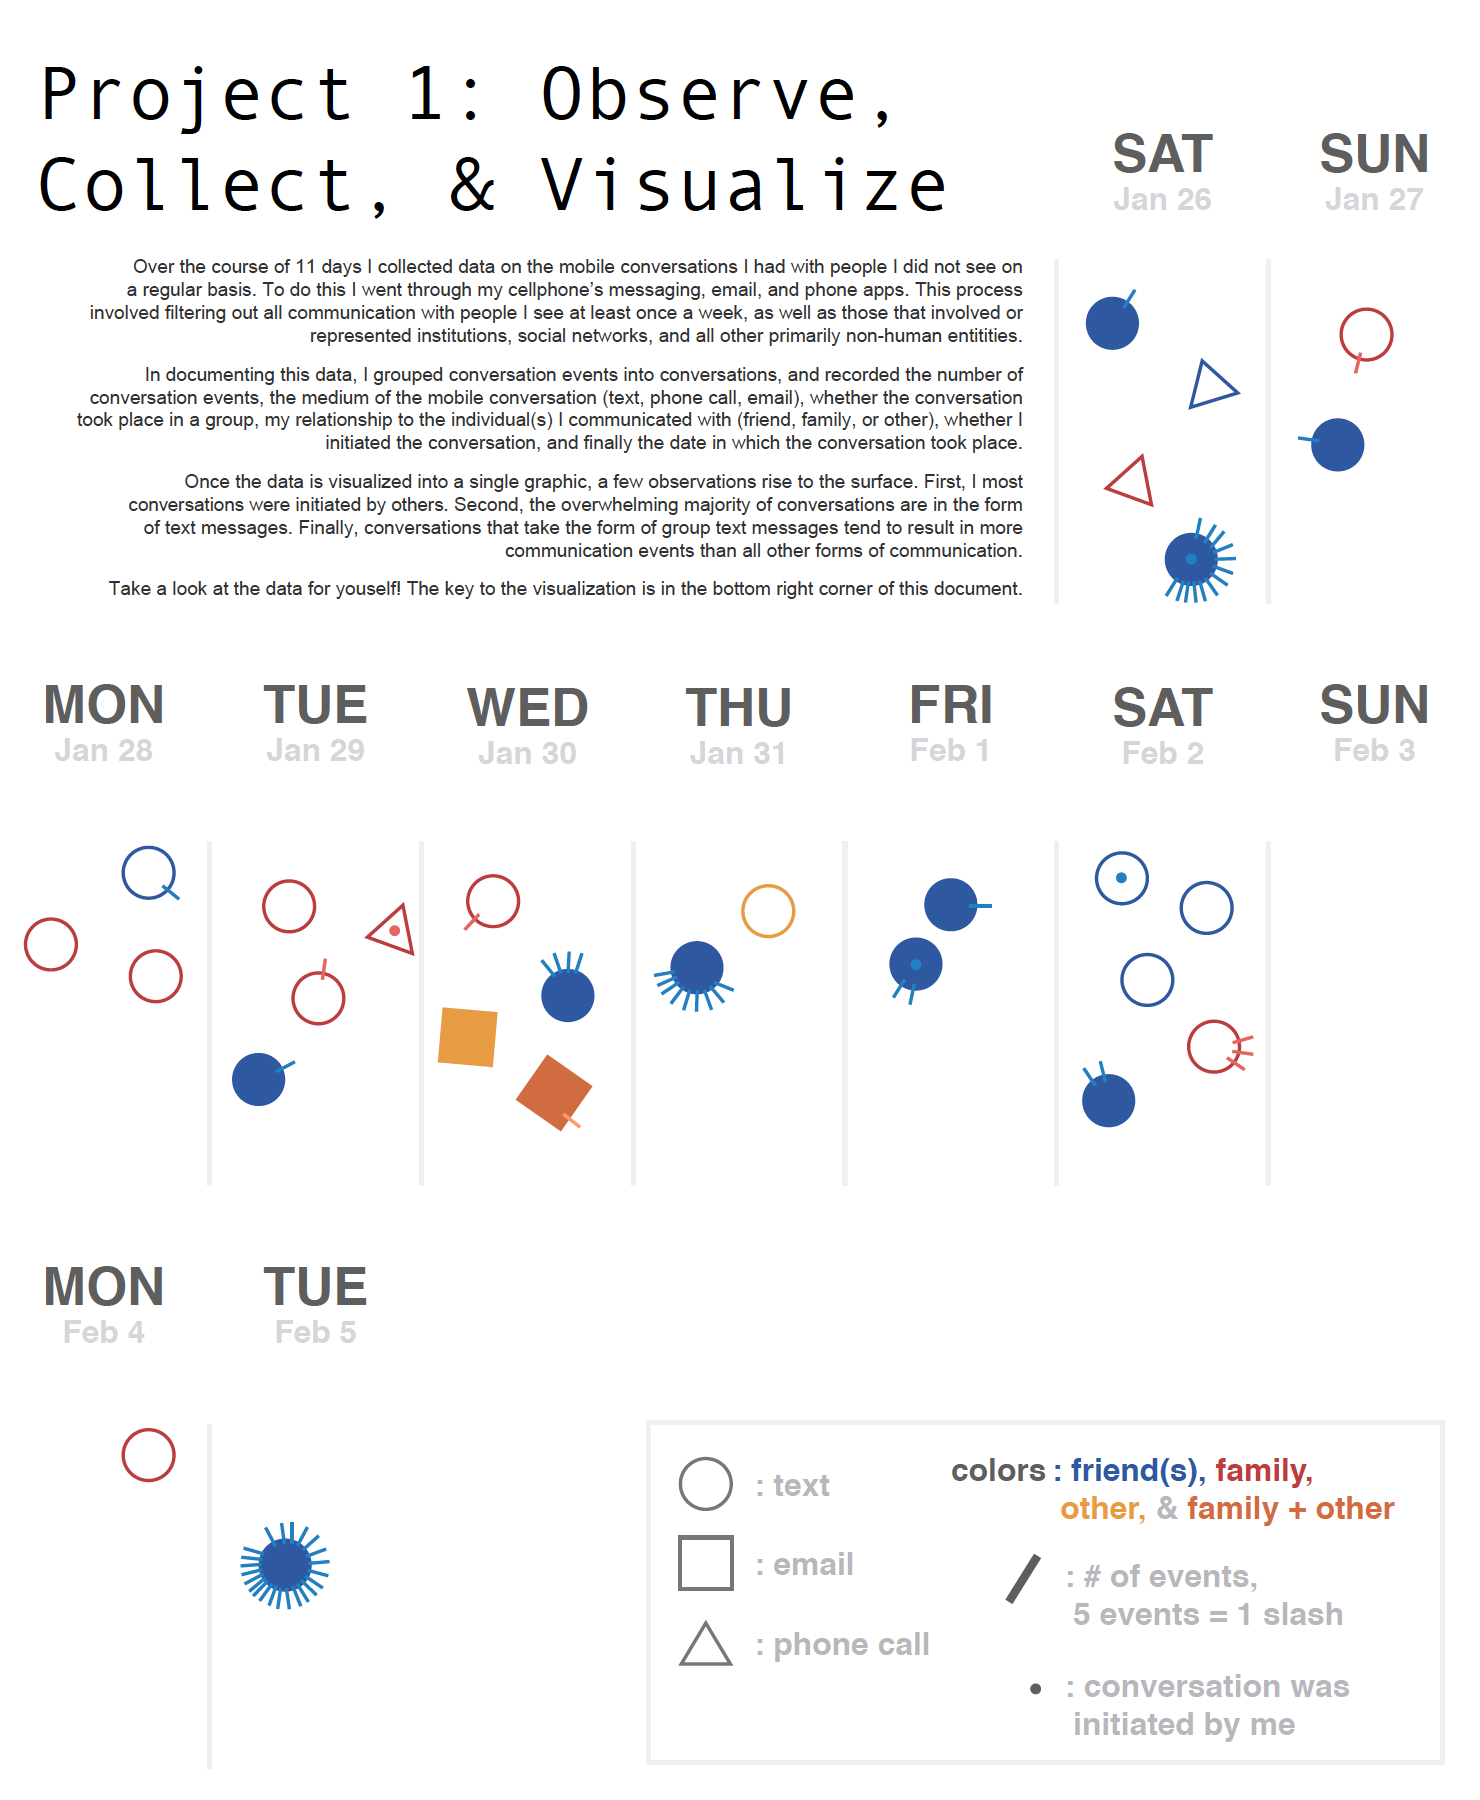 Project 1: Observe,
Collect, & Visualize
Over the course of 11 days I collected data on the mobile conversations I had with people I did not see on
a regular basis. To do this I went through my cellphone’s messaging, email, and phone apps. This process
involved filtering out all communication with people I see at least once a week, as well as those that involved or
represented institutions, social networks, and all other primarily non-human entitities.
In documenting this data, I grouped conversation events into conversations, and recorded the number of
conversation events, the medium of the mobile conversation (text, phone call, email), whether the conversation
took place in a group, my relationship to the individual(s) I communicated with (friend, family, or other), whether I
initiated the conversation, and finally the date in which the conversation took place.
Once the data is visualized into a single graphic, a few observations rise to the surface. First, I most
conversations were initiated by others. Second, the overwhelming majority of conversations are in the form
of text messages. Finally, conversations that take the form of group text messages tend to result in more
communication events than all other forms of communication.
Take a look at the data for youself! The key to the visualization is in the bottom right corner of this document.
SAT
Jan 26
SUN
Jan 27
MON
Jan 28
TUE
Jan 29
WED
Jan 30
THU
Jan 31
FRI
Feb 1
SAT
Feb 2
SUN
Feb 3
MON
Feb 4
TUE
Feb 5
: text
: email
: phone call
colors : friend(s), family,
other, & family + other
: # of events,
5 events = 1 slash
: conversation was
initiated by me